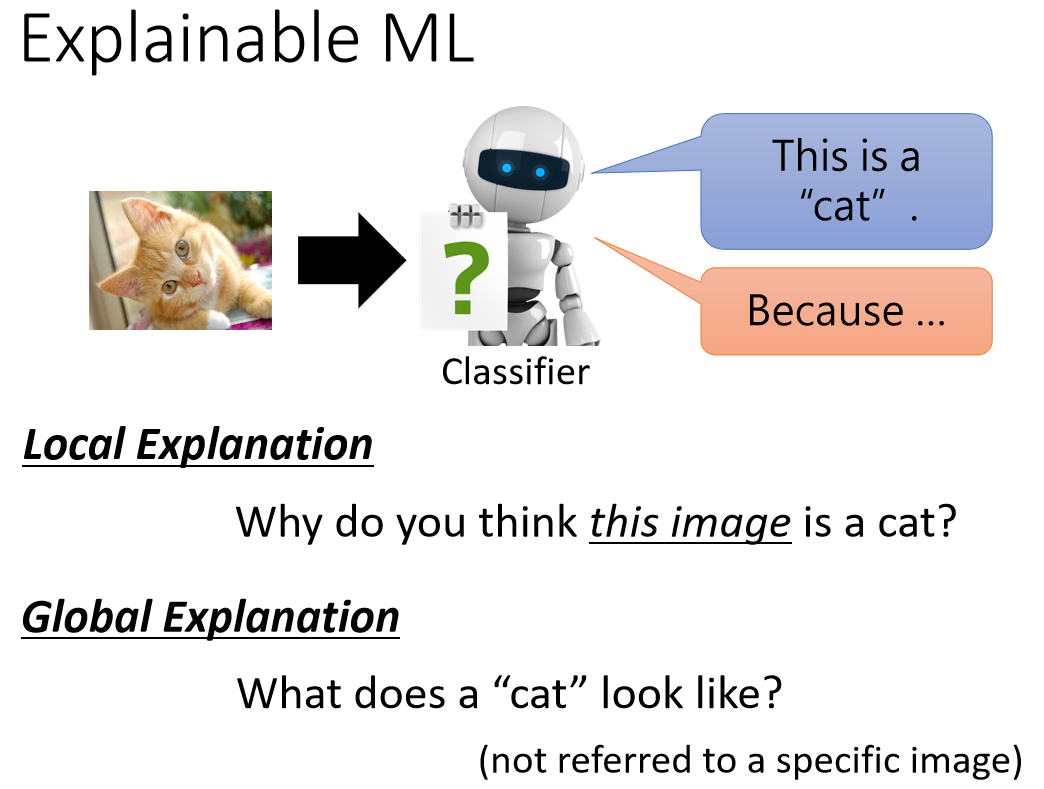 Explainable ML
This is a
“cat” .
Because …
?
Classifier
Local Explanation
Why do you think this image is a cat?
Global Explanation
What does a “cat” look like?
(not referred to a specific image)